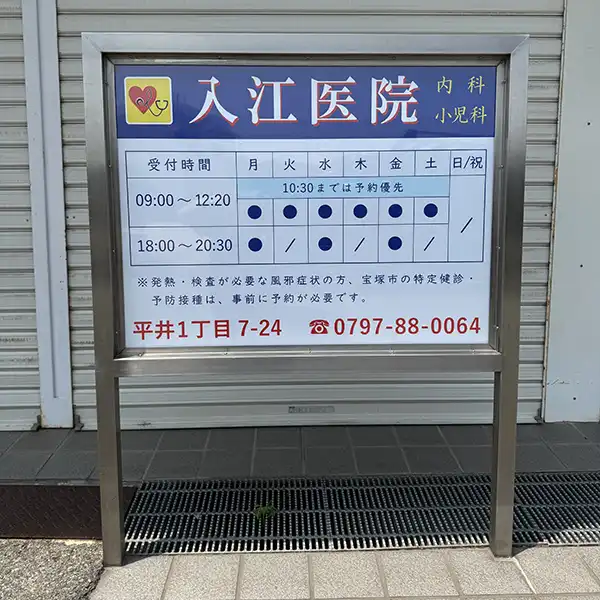 入江医院
内科
小児科
受付時間 月 火 水 木 金 土 日/祝
10:30までは予約優先
09:00～12:20 ● ● ● ● ● ● /
18:00～20:30 ● / ● / ● /
※発熱・検査が必要な風邪症状の方、宝塚市の特定健診・
予防接種は、事前に予約が必要です。
平井1丁目7-24 ☎0797-88-0064